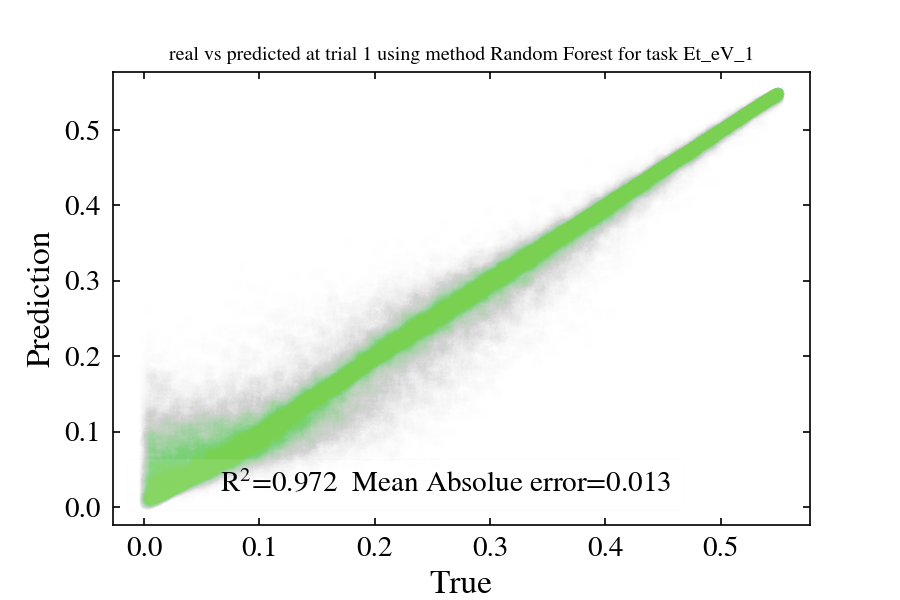 real vs predicted at trial 1 using method Random Forest for task Et_eV_1
0.5
0.4
0.3
0.2
0.1
0.0
Prediction
R²=0.972 Mean Absolue error=0.013
0.0 0.1 0.2 0.3 0.4 0.5
True